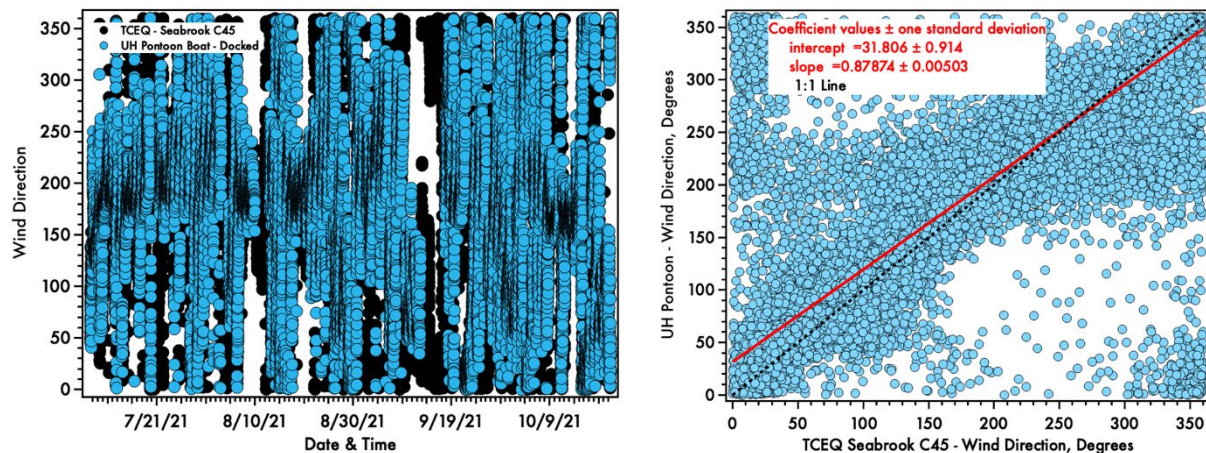 350
300
250
200
150
100
50
0
Wind Direction
TCEQ - Seabrook C45
UH Pontoon Boat - Docked
7/21/21
8/10/21
8/30/21
9/19/21
10/9/21
Date & Time
350
300
250
200
150
100
50
0
UH Pontoon - Wind Direction, Degrees
Coefficient values ± one standard deviation
intercept =31.806 ± 0.914
slope =0.87874 ± 0.00503
1:1 Line
0
50
100
150
200
250
300
350
TCEQ Seabrook C45 - Wind Direction, Degrees